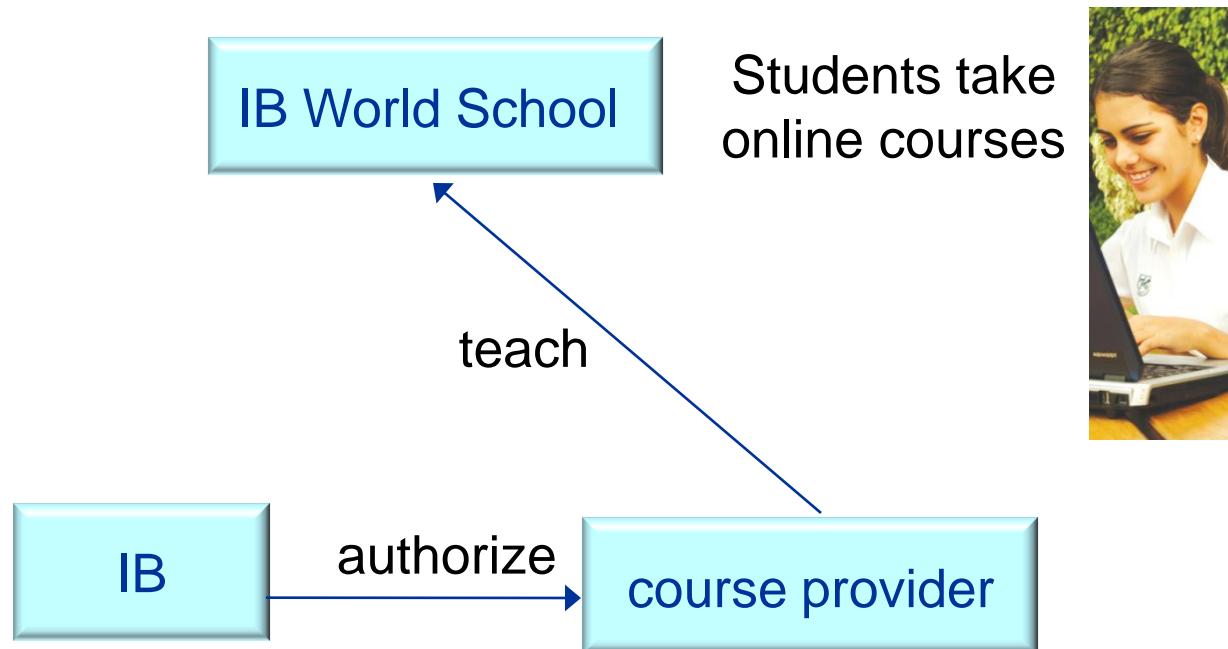 IB World School
Students take
online courses
teach
IB
authorize
course provider